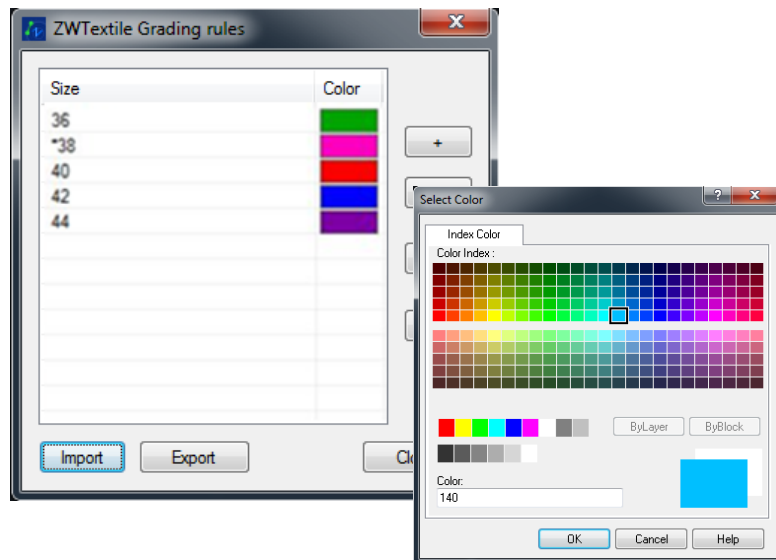 ZWTextile Grading rules
Size Color
36
*38
+
40
42
44
Import Export
Select Color
Index Color
Color Index :
ByLayer ByBlock
Color:
140
OK Cancel Help